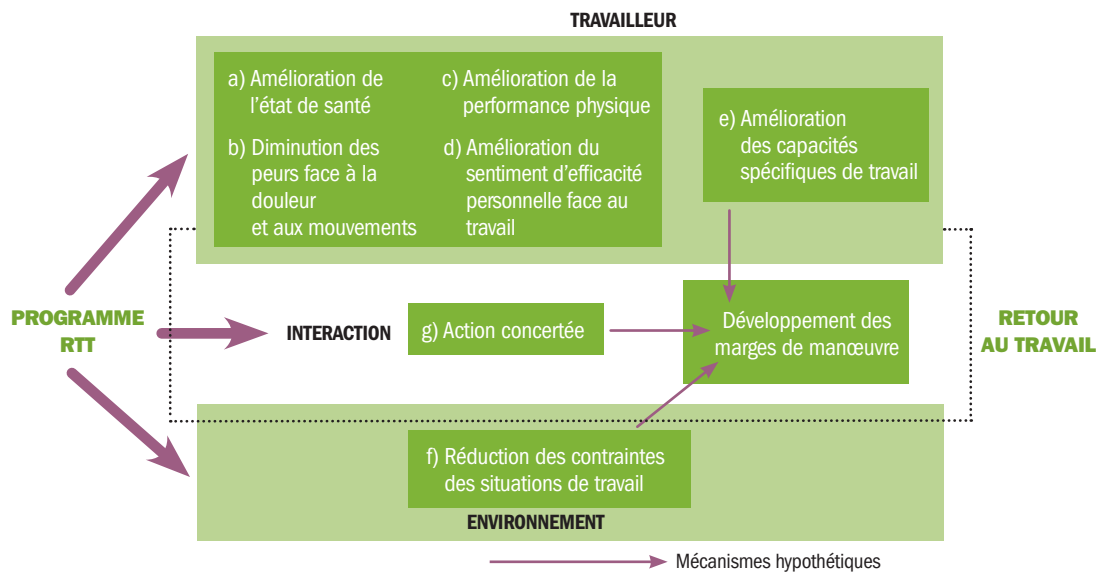 TRAVAILLEUR
a) Amélioration de
l'état de santé
b) Diminution des
peurs face à la
douleur
et aux mouvements
c) Amélioration de la
performance physique
d) Amélioration du
sentiment d'efficacité
personnelle face au
travail
e) Amélioration
des capacités
spécifiques de travail
PROGRAMME
RTT
INTERACTION
g) Action concertée
Développement des
marges de manœuvre
RETOUR
AU TRAVAIL
f) Réduction des contraintes
des situations de travail
ENVIRONNEMENT
Mécanismes hypothétiques